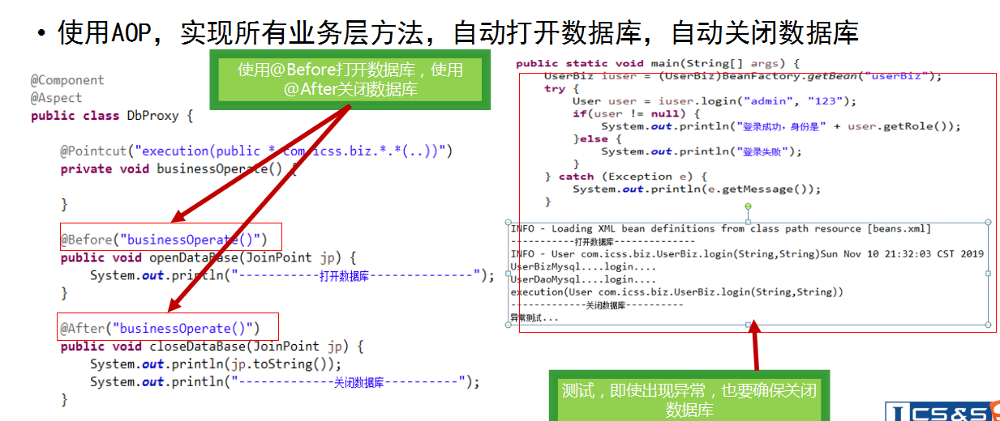 • 使用AOP，实现所有业务层方法，自动打开数据库，自动关闭数据库
使用@Before打开数据库，使用
@After关闭数据库
@Component
@Aspect
public class DbProxy {
@Pointcut("execution(public * com.icss.biz.*.*(..))")
private void businessOperate() {
}
@Before("businessOperate()")
public void openDataBase(JoinPoint jp) {
System.out.println("-----------打开数据库--------------");
}
@After("businessOperate()")
public void closeDataBase(JoinPoint jp) {
System.out.println(jp.toString());
System.out.println("-------------关闭数据库----------");
}
public static void main(String[] args) {
UserBiz iuser = (UserBiz)BeanFactory.getBean("userBiz");
try {
User user = iuser.login("admin", "123");
if(user != null) {
System.out.println("登录成功，身份是" + user.getRole());
}else {
System.out.println("登录失败");
}
} catch (Exception e) {
System.out.println(e.getMessage());
}
INFO - Loading XML bean definitions from class path resource [beans.xml]
-----------打开数据库--------------
INFO - User com.icss.biz.UserBiz.login(String,String)Sun Nov 10 21:32:03 CST 2019
UserBizMysql....login....
UserDaoMysql....login....
execution(User com.icss.biz.UserBiz.login(String,String))
-------------关闭数据库----------
异常测试...
测试，即使出现异常，也要确保关闭
数据库
ICS&S